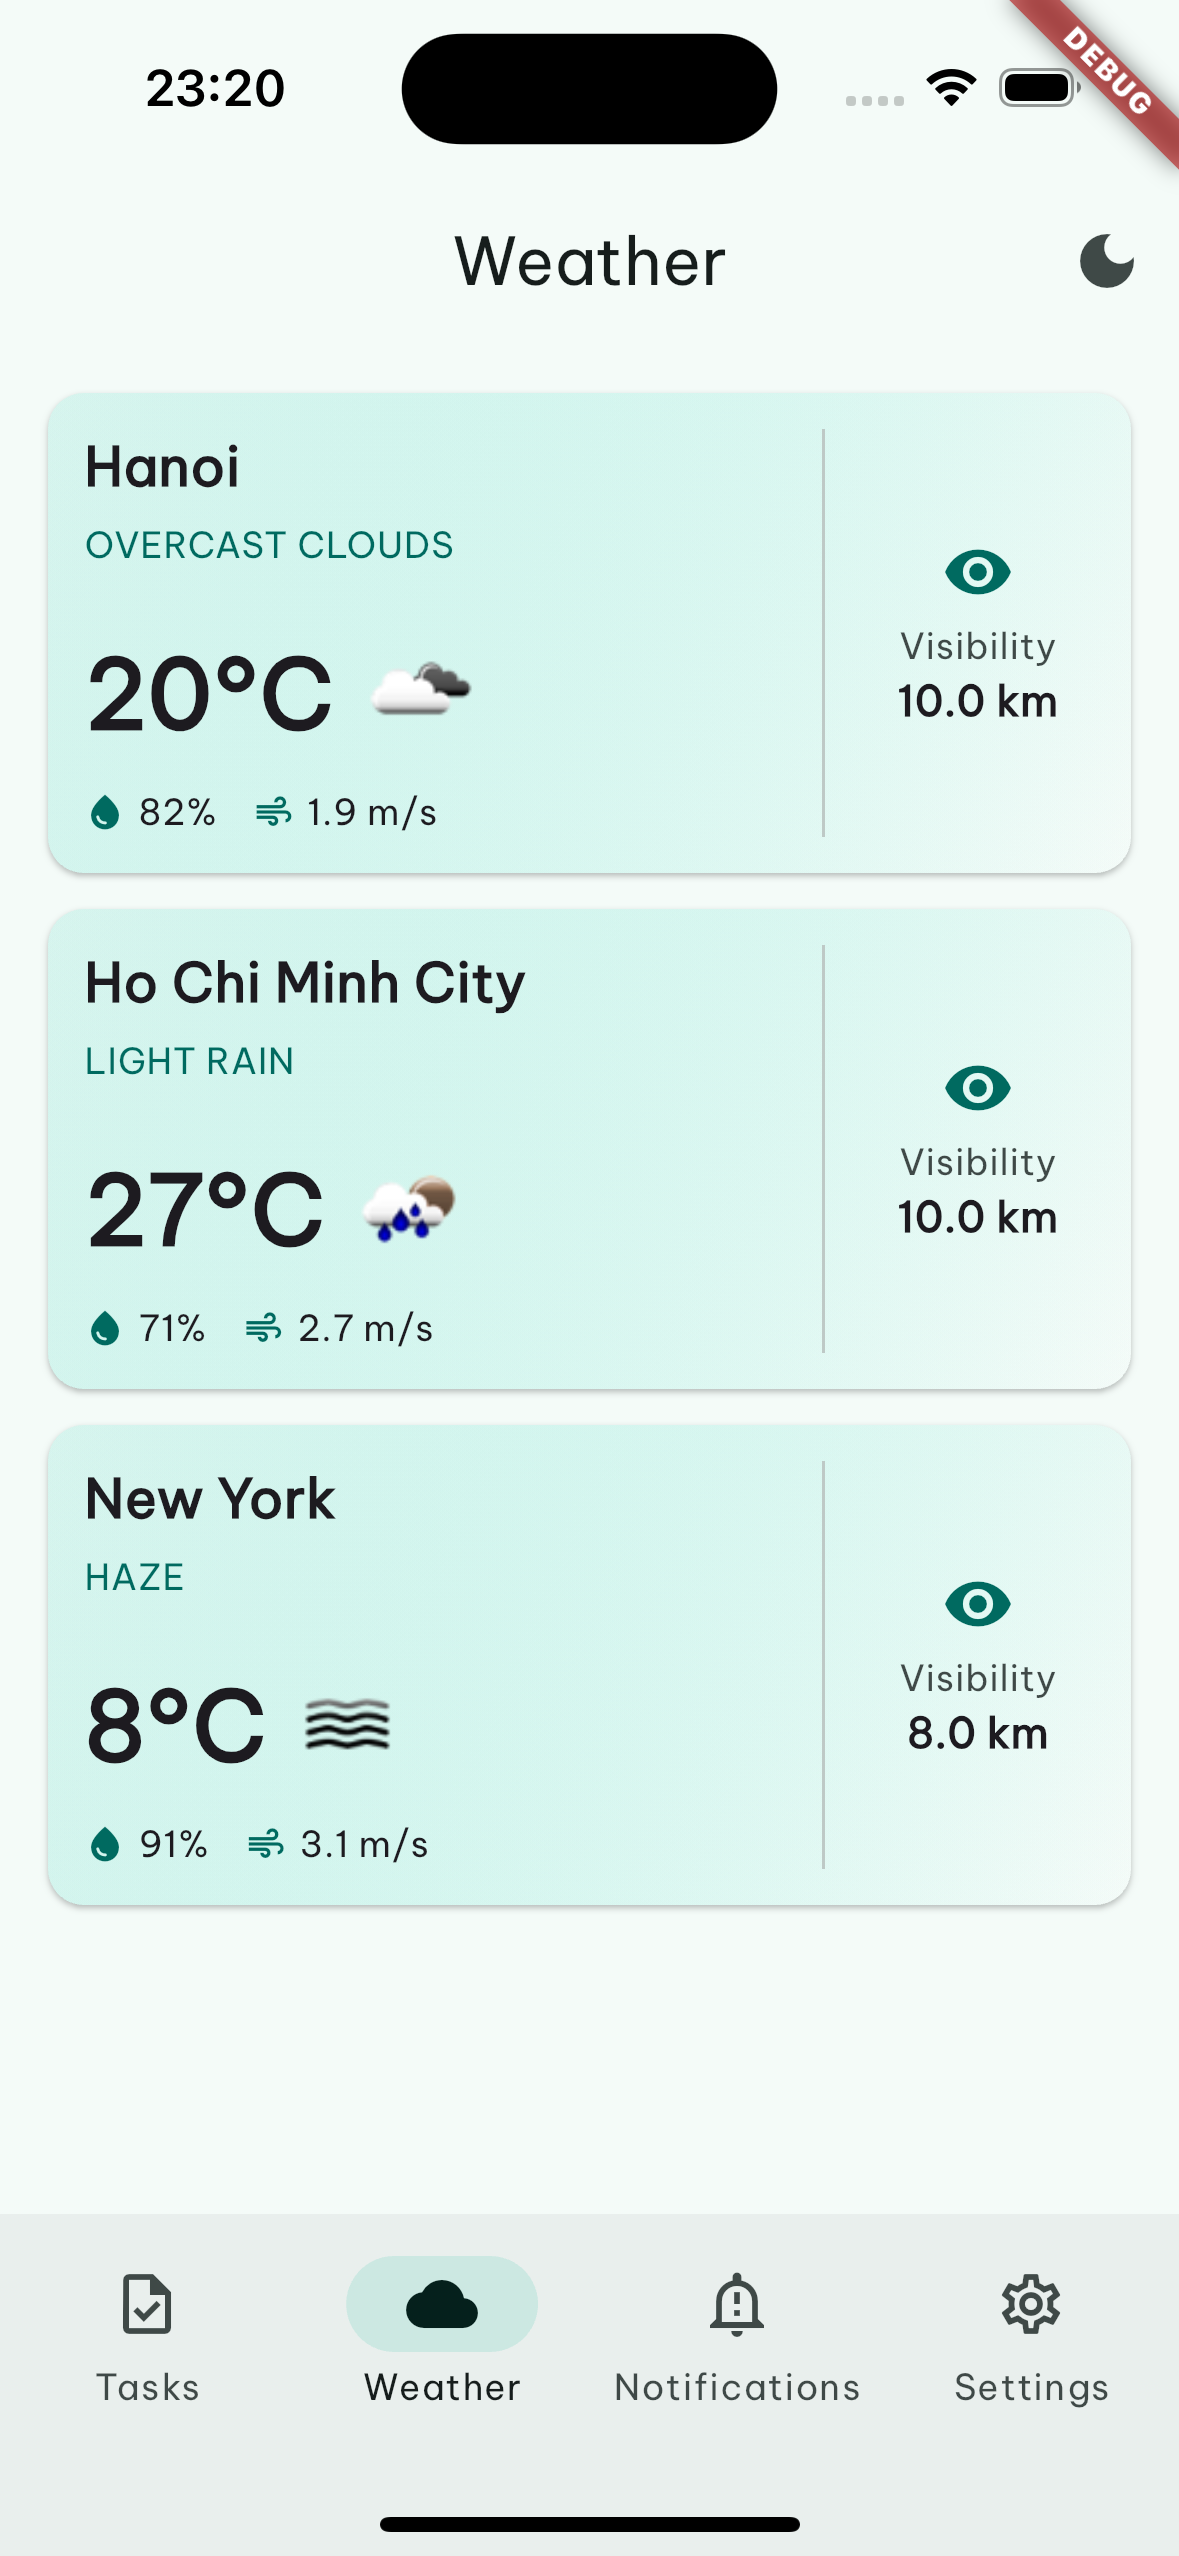 23:20
DEBUG
Weather
Hanoi
OVERCAST CLOUDS
20°C
82% 1.9 m/s
Visibility
10.0 km
Ho Chi Minh City
LIGHT RAIN
27°C
71% 2.7 m/s
Visibility
10.0 km
New York
HAZE
8°C
91% 3.1 m/s
Visibility
8.0 km
Tasks Weather Notifications Settings